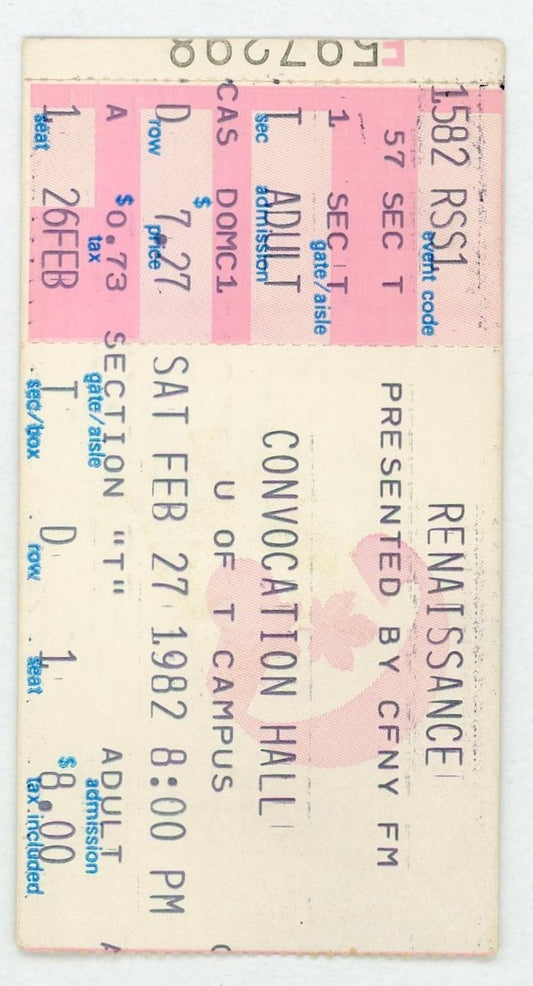 597298
1582 RSS1
event code
57 SEC T
1 SEC T
gate/aisle
T ADULT
sec admission
CAS DOMC1
$
D 7.27
row price
A $0.73
tax
1 26FEB
seat
RENAISSANCE
PRESENTED BY CFNY FM
CONVOCATION HALL
U OF T CAMPUS
SAT FEB 27 1982 8:00 PM
SECTION "T" ADULT
gate/aisle admission
T D 1 $8.00
sec/box row seat tax included